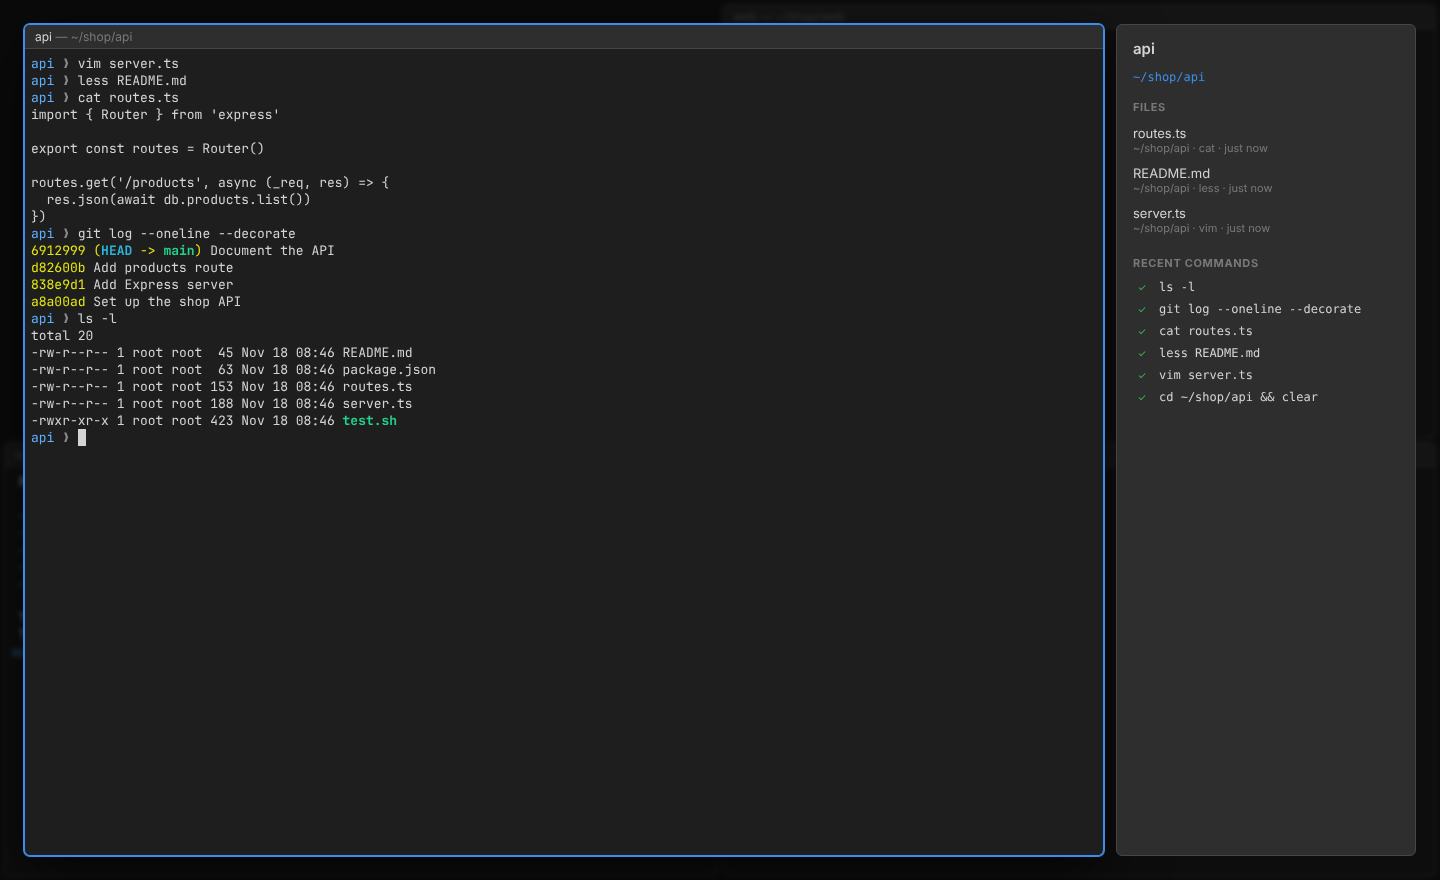 api — ~/shop/api
api ❯ vim server.ts
api ❯ less README.md
api ❯ cat routes.ts
import { Router } from 'express'

export const routes = Router()

routes.get('/products', async (_req, res) => {
  res.json(await db.products.list())
})
api ❯ git log --oneline --decorate
6912999 (HEAD -> main) Document the API
d82600b Add products route
838e9d1 Add Express server
a8a00ad Set up the shop API
api ❯ ls -l
total 20
-rw-r--r-- 1 root root  45 Nov 18 08:46 README.md
-rw-r--r-- 1 root root  63 Nov 18 08:46 package.json
-rw-r--r-- 1 root root 153 Nov 18 08:46 routes.ts
-rw-r--r-- 1 root root 188 Nov 18 08:46 server.ts
-rwxr-xr-x 1 root root 423 Nov 18 08:46 test.sh
api ❯
api
~/shop/api
FILES
routes.ts
~/shop/api · cat · just now
README.md
~/shop/api · less · just now
server.ts
~/shop/api · vim · just now
RECENT COMMANDS
✓ ls -l
✓ git log --oneline --decorate
✓ cat routes.ts
✓ less README.md
✓ vim server.ts
✓ cd ~/shop/api && clear